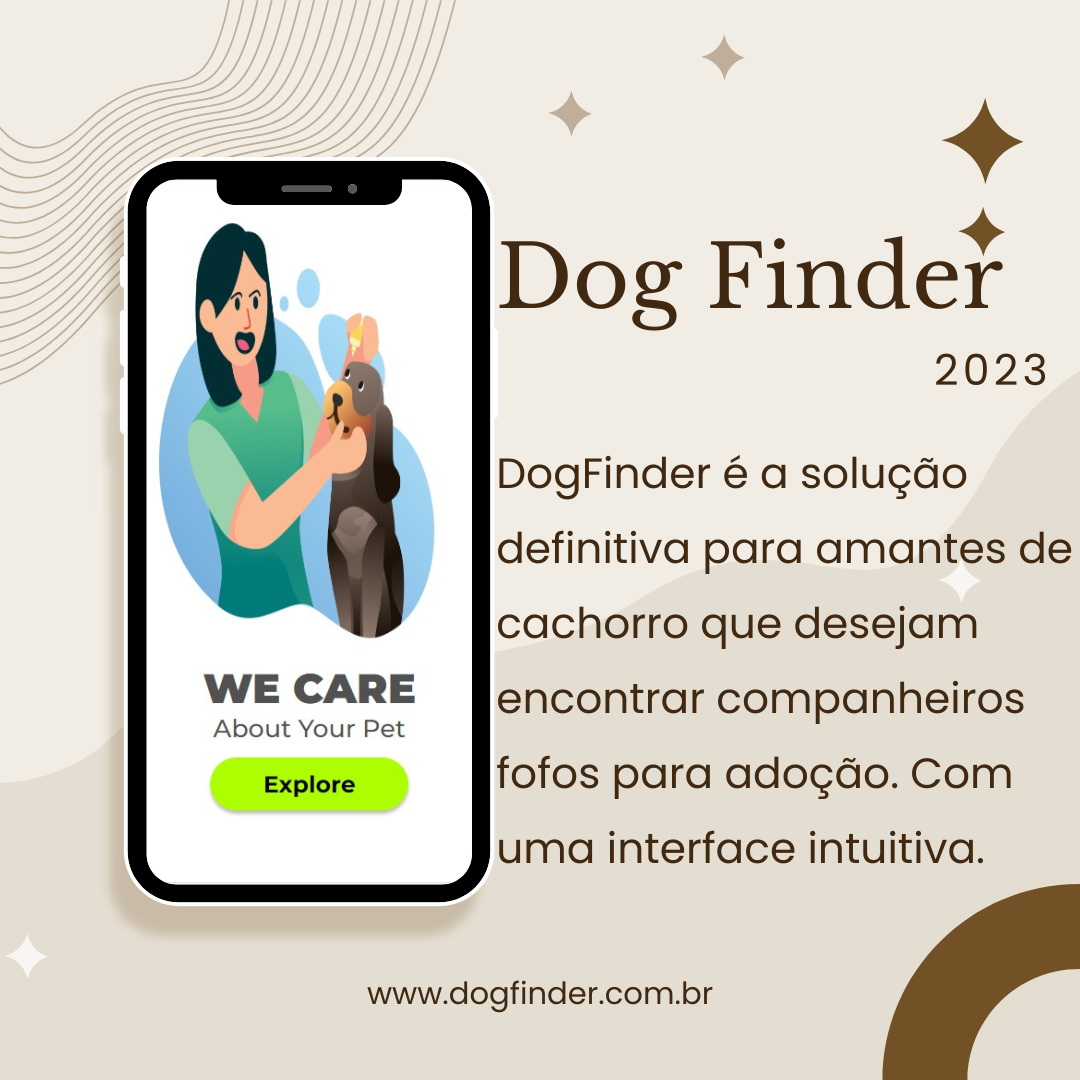 Dog Finder
2023
DogFinder é a solução
definitiva para amantes de
cachorro que desejam
encontrar companheiros
fofos para adoção. Com
uma interface intuitiva.
WE CARE
About Your Pet
Explore
www.dogfinder.com.br